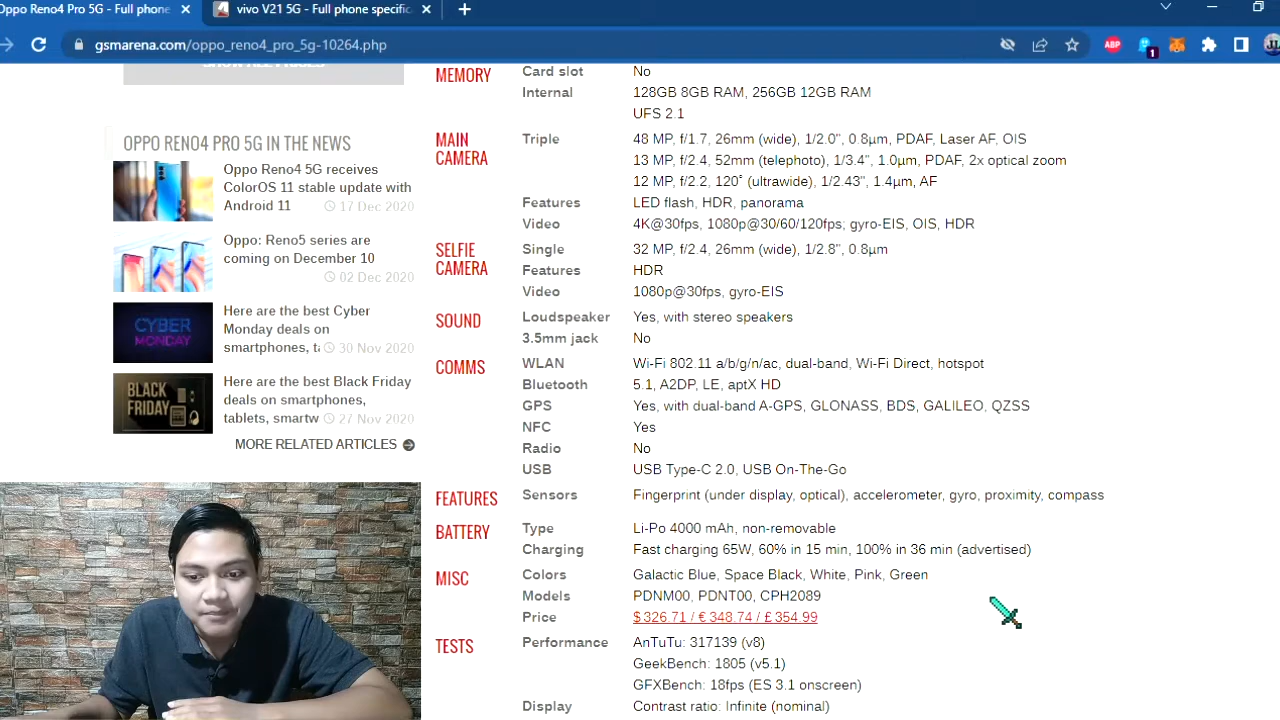 Oppo Reno4 Pro 5G - Full phone
vivo V21 5G - Full phone specific
gsmarena.com/oppo_reno4_pro_5g-10264.php
ABP
1
SHOW ALL PAGES
OPPO RENO4 PRO 5G IN THE NEWS
Oppo Reno4 5G receives
ColorOS 11 stable update with
Android 11 17 Dec 2020
Oppo: Reno5 series are
coming on December 10
02 Dec 2020
CYBER
MONDAY
Here are the best Cyber
Monday deals on
smartphones, t 30 Nov 2020
BLACK
FRIDAY
Here are the best Black Friday
deals on smartphones,
tablets, smartw 27 Nov 2020
MORE RELATED ARTICLES
MEMORY Card slot No
Internal 128GB 8GB RAM, 256GB 12GB RAM
UFS 2.1
MAIN CAMERA Triple 48 MP, f/1.7, 26mm (wide), 1/2.0", 0.8µm, PDAF, Laser AF, OIS
13 MP, f/2.4, 52mm (telephoto), 1/3.4", 1.0µm, PDAF, 2x optical zoom
12 MP, f/2.2, 120˚ (ultrawide), 1/2.43", 1.4µm, AF
Features LED flash, HDR, panorama
Video 4K@30fps, 1080p@30/60/120fps; gyro-EIS, OIS, HDR
SELFIE CAMERA Single 32 MP, f/2.4, 26mm (wide), 1/2.8", 0.8µm
Features HDR
Video 1080p@30fps, gyro-EIS
SOUND Loudspeaker Yes, with stereo speakers
3.5mm jack No
COMMS WLAN Wi-Fi 802.11 a/b/g/n/ac, dual-band, Wi-Fi Direct, hotspot
Bluetooth 5.1, A2DP, LE, aptX HD
GPS Yes, with dual-band A-GPS, GLONASS, BDS, GALILEO, QZSS
NFC Yes
Radio No
USB USB Type-C 2.0, USB On-The-Go
FEATURES Sensors Fingerprint (under display, optical), accelerometer, gyro, proximity, compass
BATTERY Type Li-Po 4000 mAh, non-removable
Charging Fast charging 65W, 60% in 15 min, 100% in 36 min (advertised)
MISC Colors Galactic Blue, Space Black, White, Pink, Green
Models PDNM00, PDNT00, CPH2089
Price $ 326.71 / € 348.74 / £ 354.99
TESTS Performance AnTuTu: 317139 (v8)
GeekBench: 1805 (v5.1)
GFXBench: 18fps (ES 3.1 onscreen)
Display Contrast ratio: Infinite (nominal)